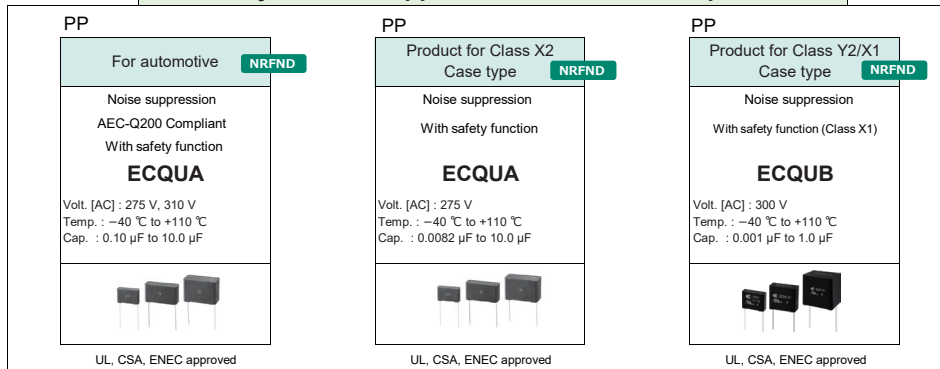 PP
For automotive
NRFND
Noise suppression
AEC-Q200 Compliant
With safety function
ECQUA
Volt. [AC] : 275 V, 310 V
Temp. : −40 ℃ to +110 ℃
Cap. : 0.10 µF to 10.0 µF
UL, CSA, ENEC approved
PP
Product for Class X2
Case type
NRFND
Noise suppression
With safety function
ECQUA
Volt. [AC] : 275 V
Temp. : −40 ℃ to +110 ℃
Cap. : 0.0082 µF to 10.0 µF
UL, CSA, ENEC approved
PP
Product for Class Y2/X1
Case type
NRFND
Noise suppression
With safety function (Class X1)
ECQUB
Volt. [AC] : 300 V
Temp. : −40 ℃ to +110 ℃
Cap. : 0.001 µF to 1.0 µF
UL, CSA, ENEC approved